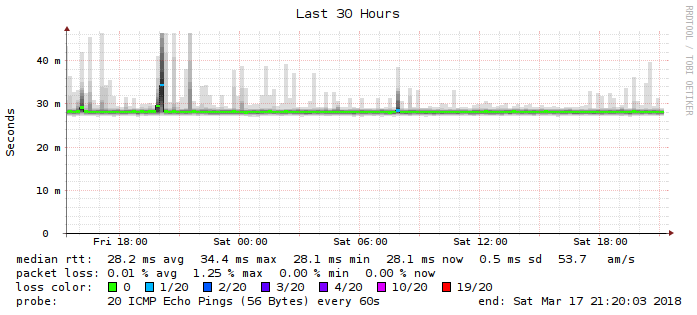 Last 30 Hours
RRDTOOL / TOBI OETIKER
Seconds
40 m
30 m
20 m
10 m
0
Fri 18:00 Sat 00:00 Sat 06:00 Sat 12:00 Sat 18:00
median rtt: 28.2 ms avg 34.4 ms max 28.1 ms min 28.1 ms now 0.5 ms sd 53.7 am/s
packet loss: 0.01 % avg 1.25 % max 0.00 % min 0.00 % now
loss color: 0 1/20 2/20 3/20 4/20 10/20 19/20
probe: 20 ICMP Echo Pings (56 Bytes) every 60s end: Sat Mar 17 21:20:03 2018